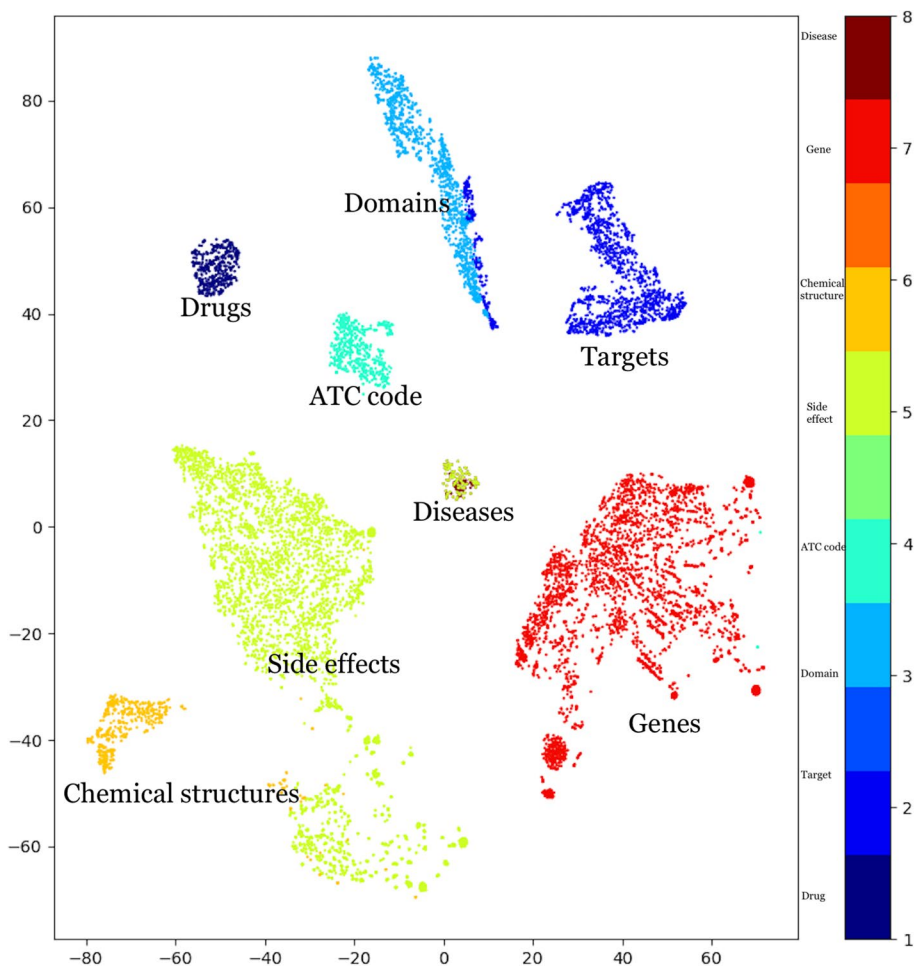 80
60
40
20
0
−20
−40
−60
−80
−60
−40
−20
0
20
40
60
Domains
Drugs
Targets
ATC code
Diseases
Side effects
Genes
Chemical structures
Disease
Gene
Chemical
structure
Side
effect
ATC code
Domain
Target
Drug
8
7
6
5
4
3
2
1